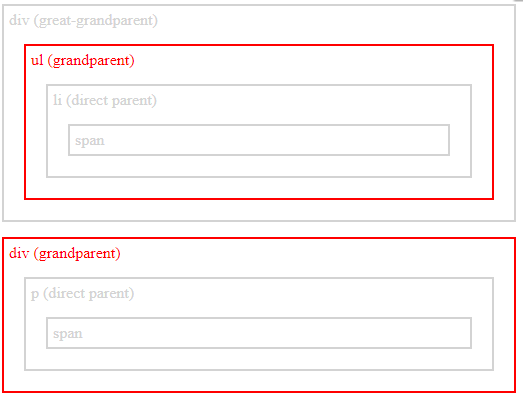 div (great-grandparent)
ul (grandparent)
li (direct parent)
span
div (grandparent)
p (direct parent)
span